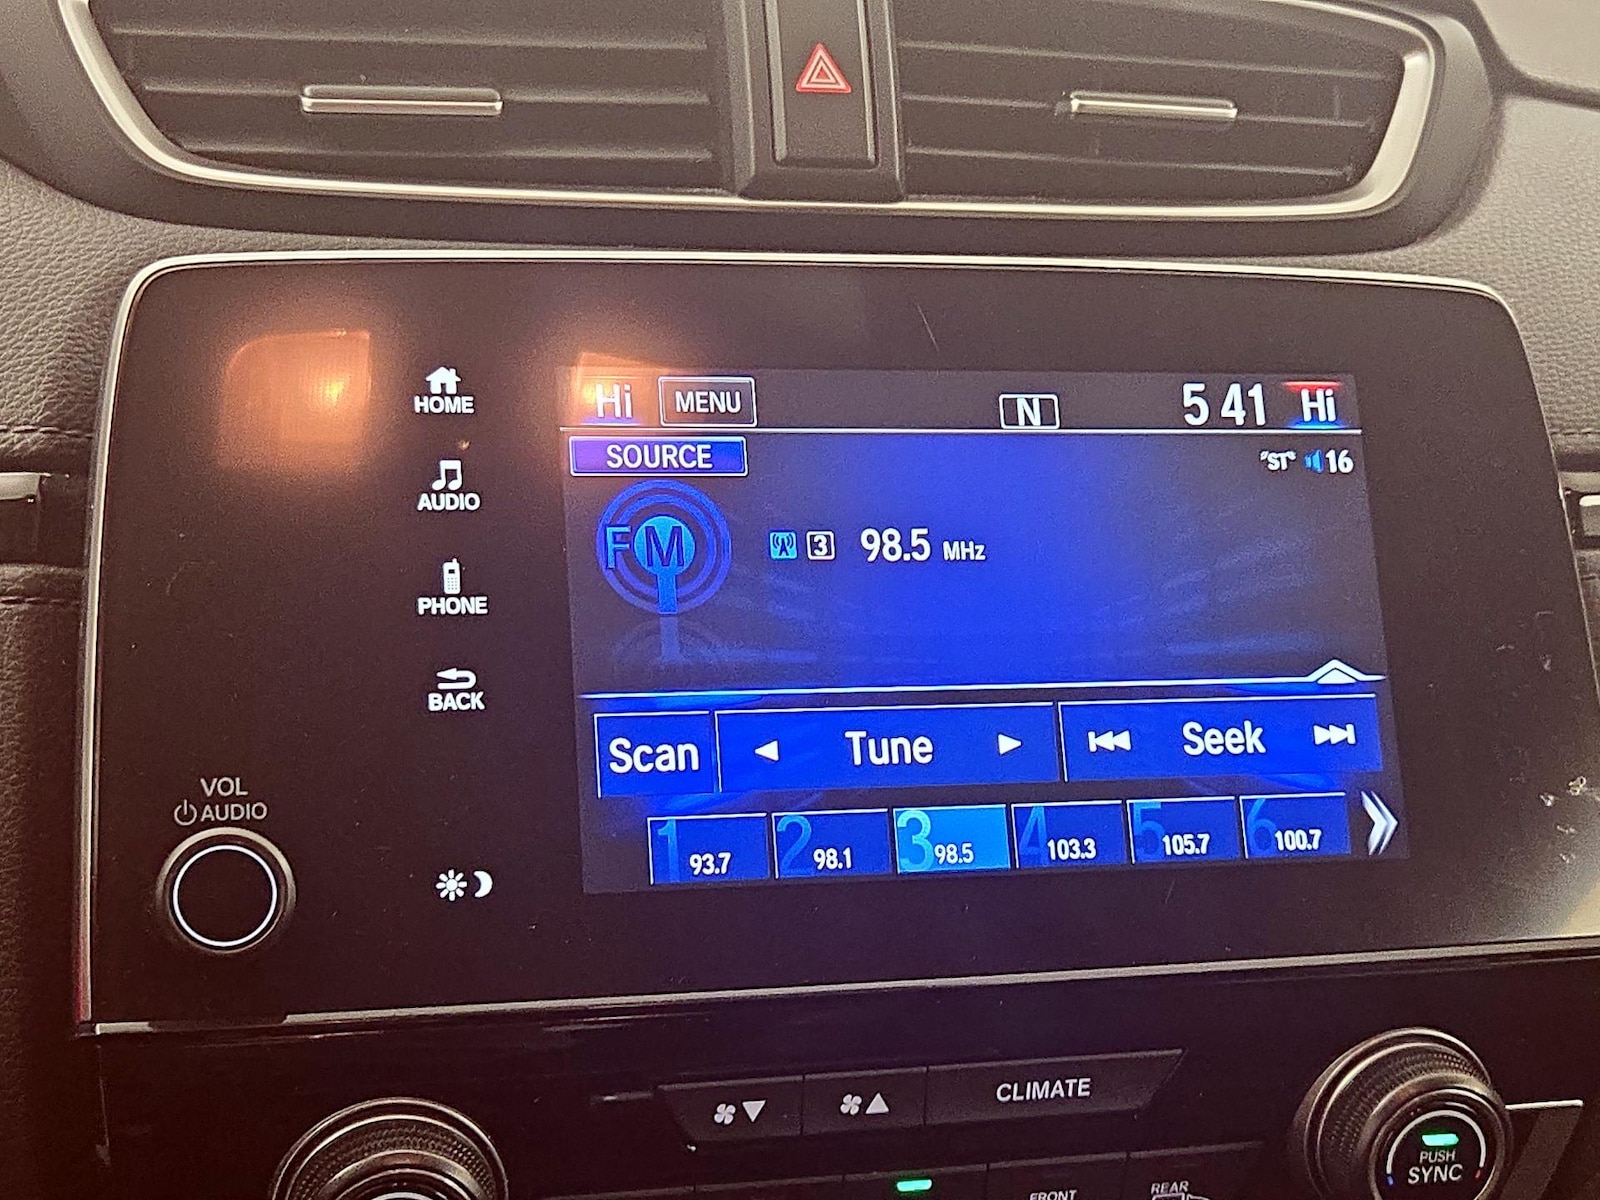 Hi MENU N 5 41 Hi
SOURCE "ST" 16
FM
3 98.5 MHz
HOME
AUDIO
PHONE
BACK
Scan Tune Seek
1 93.7 2 98.1 3 98.5 4 103.3 5 105.7 6 100.7
VOL
AUDIO
CLIMATE
PUSH
SYNC
FRONT
REAR